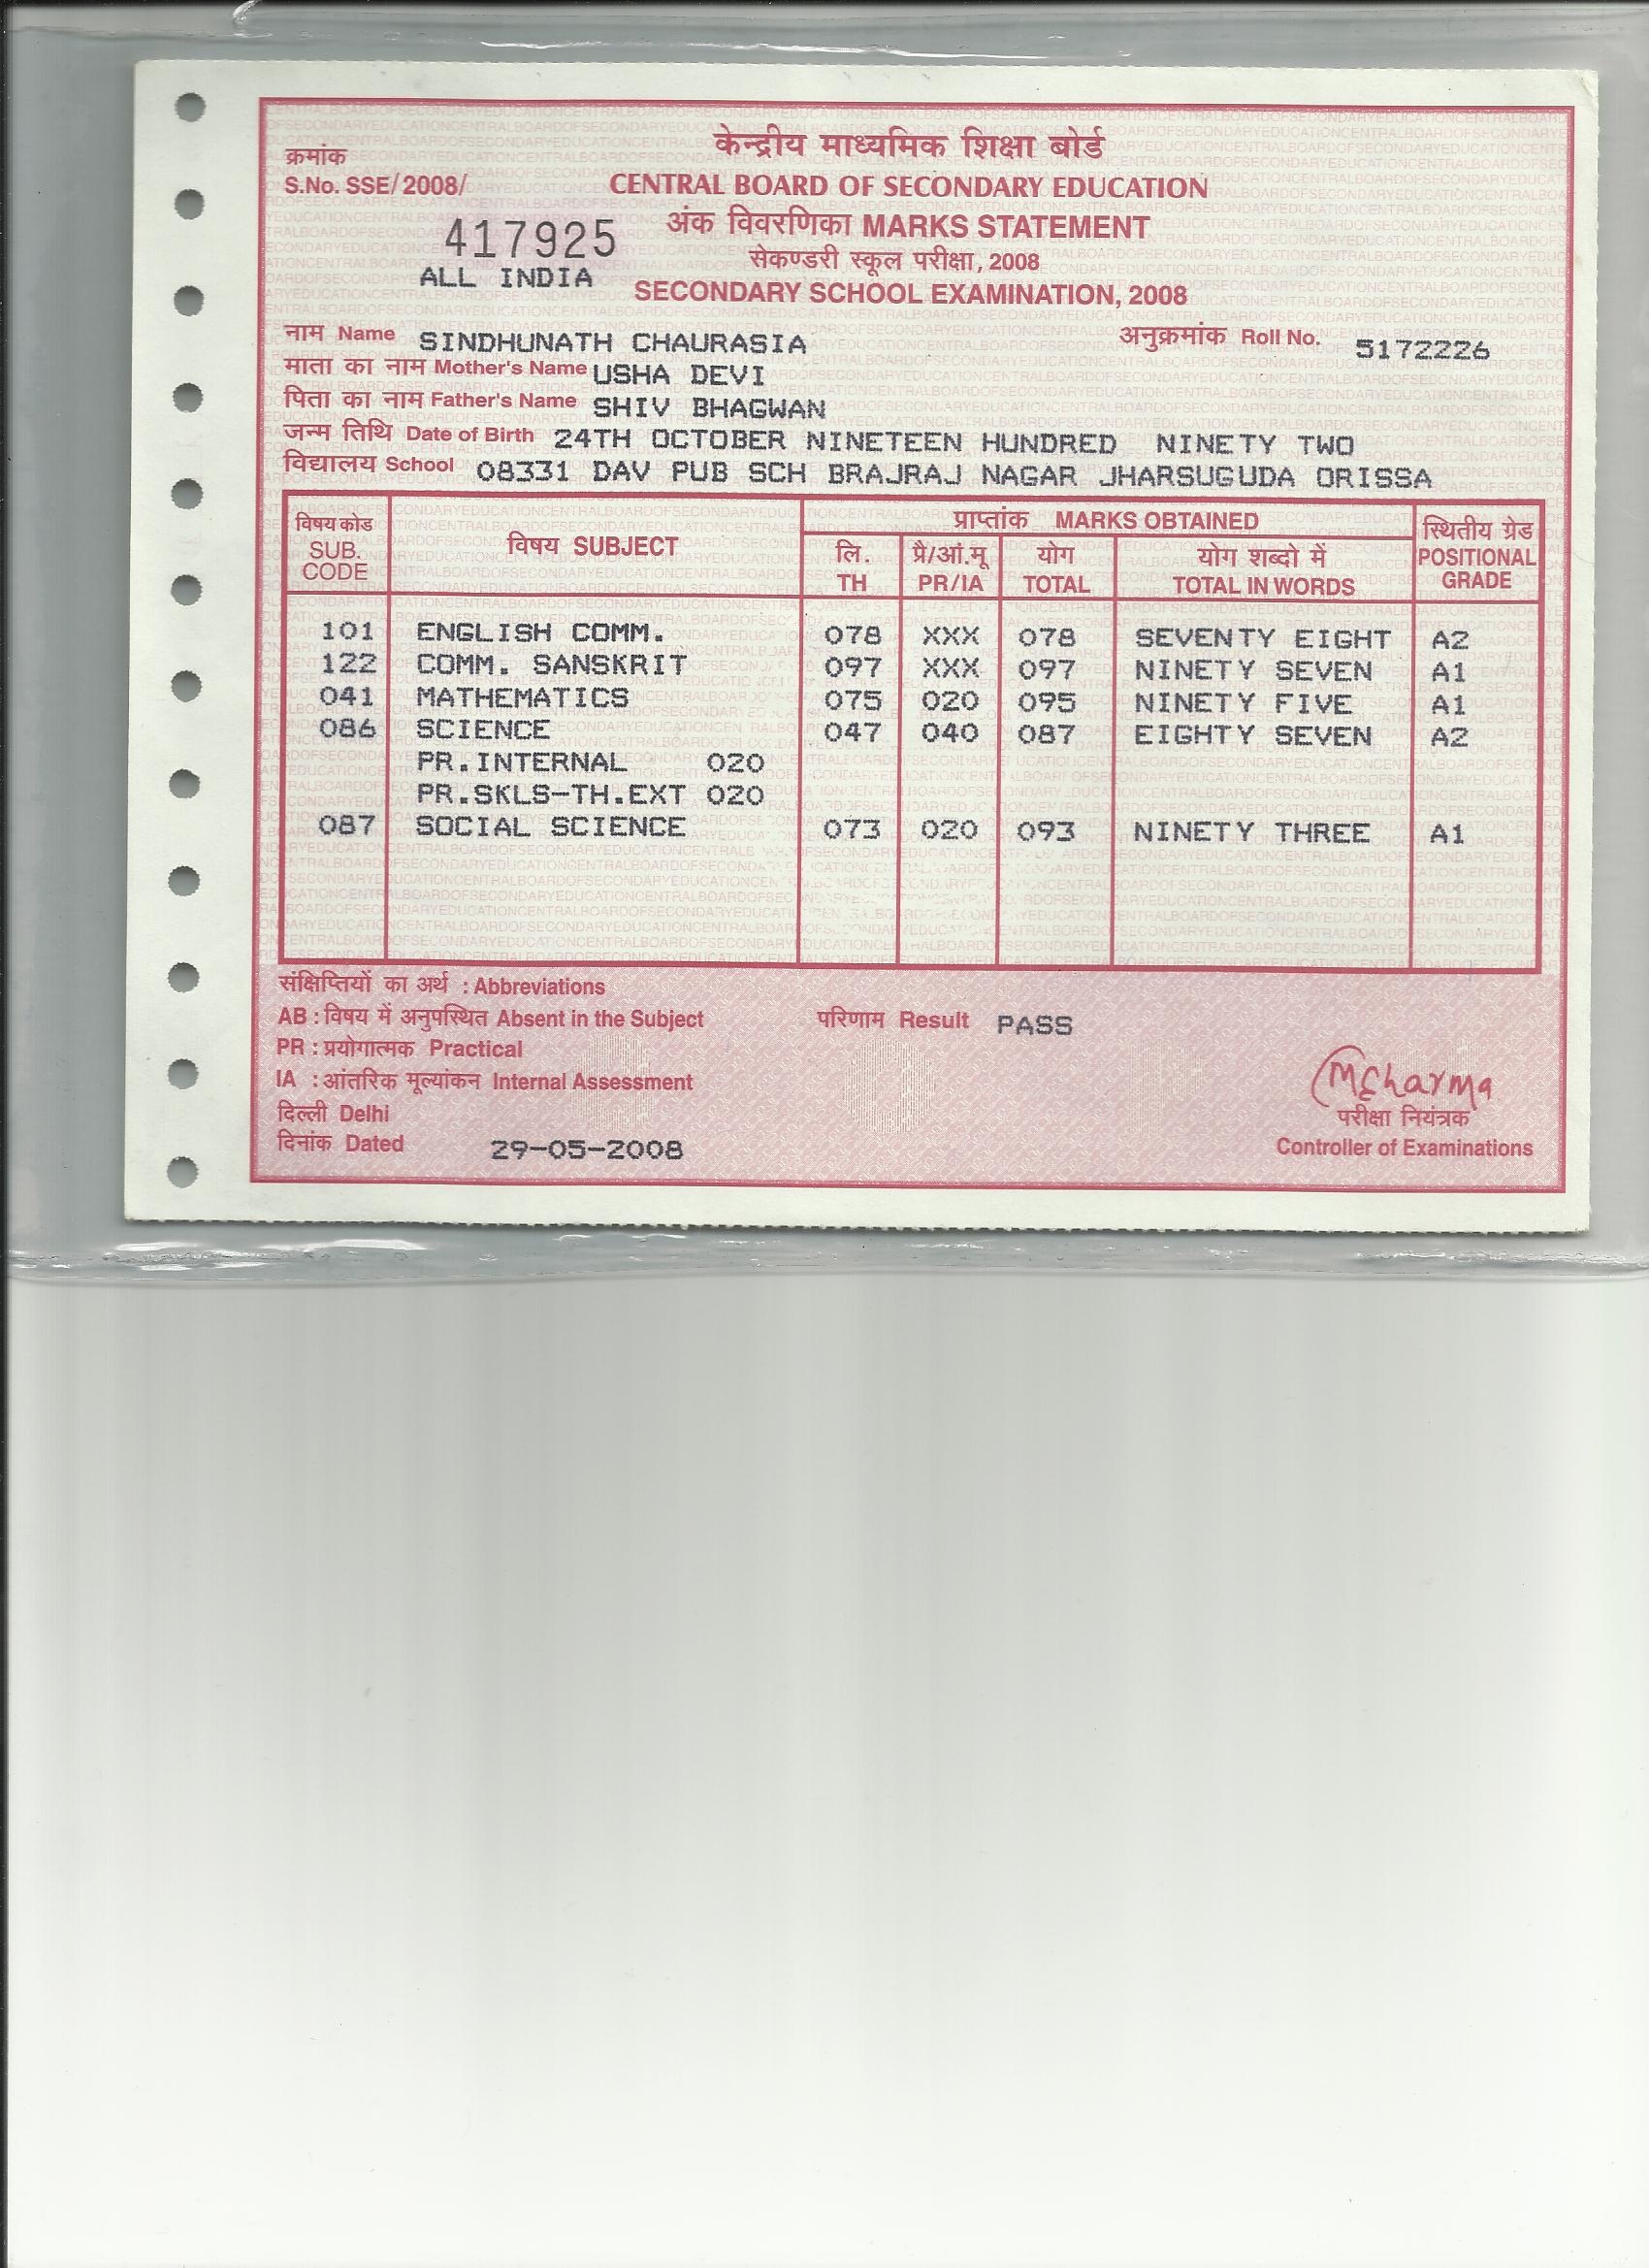 केन्द्रीय माध्यमिक शिक्षा बोर्ड
क्रमांक
S.No. SSE/2008/ CENTRAL BOARD OF SECONDARY EDUCATION
417925 अंक विवरणिका MARKS STATEMENT
ALL INDIA सेकण्डरी स्कूल परीक्षा, 2008
SECONDARY SCHOOL EXAMINATION, 2008
नाम Name SINDHUNATH CHAURASIA अनुक्रमांक Roll No. 5172226
माता का नाम Mother's Name USHA DEVI
पिता का नाम Father's Name SHIV BHAGWAN
जन्म तिथि Date of Birth 24TH OCTOBER NINETEEN HUNDRED NINETY TWO
विद्यालय School 08331 DAV PUB SCH BRAJRAJ NAGAR JHARSUGUDA ORISSA
विषय कोड SUB. CODE विषय SUBJECT प्राप्तांक MARKS OBTAINED स्थितीय ग्रेड POSITIONAL GRADE
लि. प्रै/आं.मू योग योग शब्दो में
TH PR/IA TOTAL TOTAL IN WORDS
101 ENGLISH COMM. 078 XXX 078 SEVENTY EIGHT A2
122 COMM. SANSKRIT 097 XXX 097 NINETY SEVEN A1
041 MATHEMATICS 075 020 095 NINETY FIVE A1
086 SCIENCE 047 040 087 EIGHTY SEVEN A2
PR.INTERNAL 020
PR.SKLS-TH.EXT 020
087 SOCIAL SCIENCE 073 020 093 NINETY THREE A1
संक्षिप्तियों का अर्थ : Abbreviations
AB : विषय में अनुपस्थित Absent in the Subject परिणाम Result PASS
PR : प्रयोगात्मक Practical
IA : आंतरिक मूल्यांकन Internal Assessment
दिल्ली Delhi परीक्षा नियंत्रक
दिनांक Dated 29-05-2008 Controller of Examinations